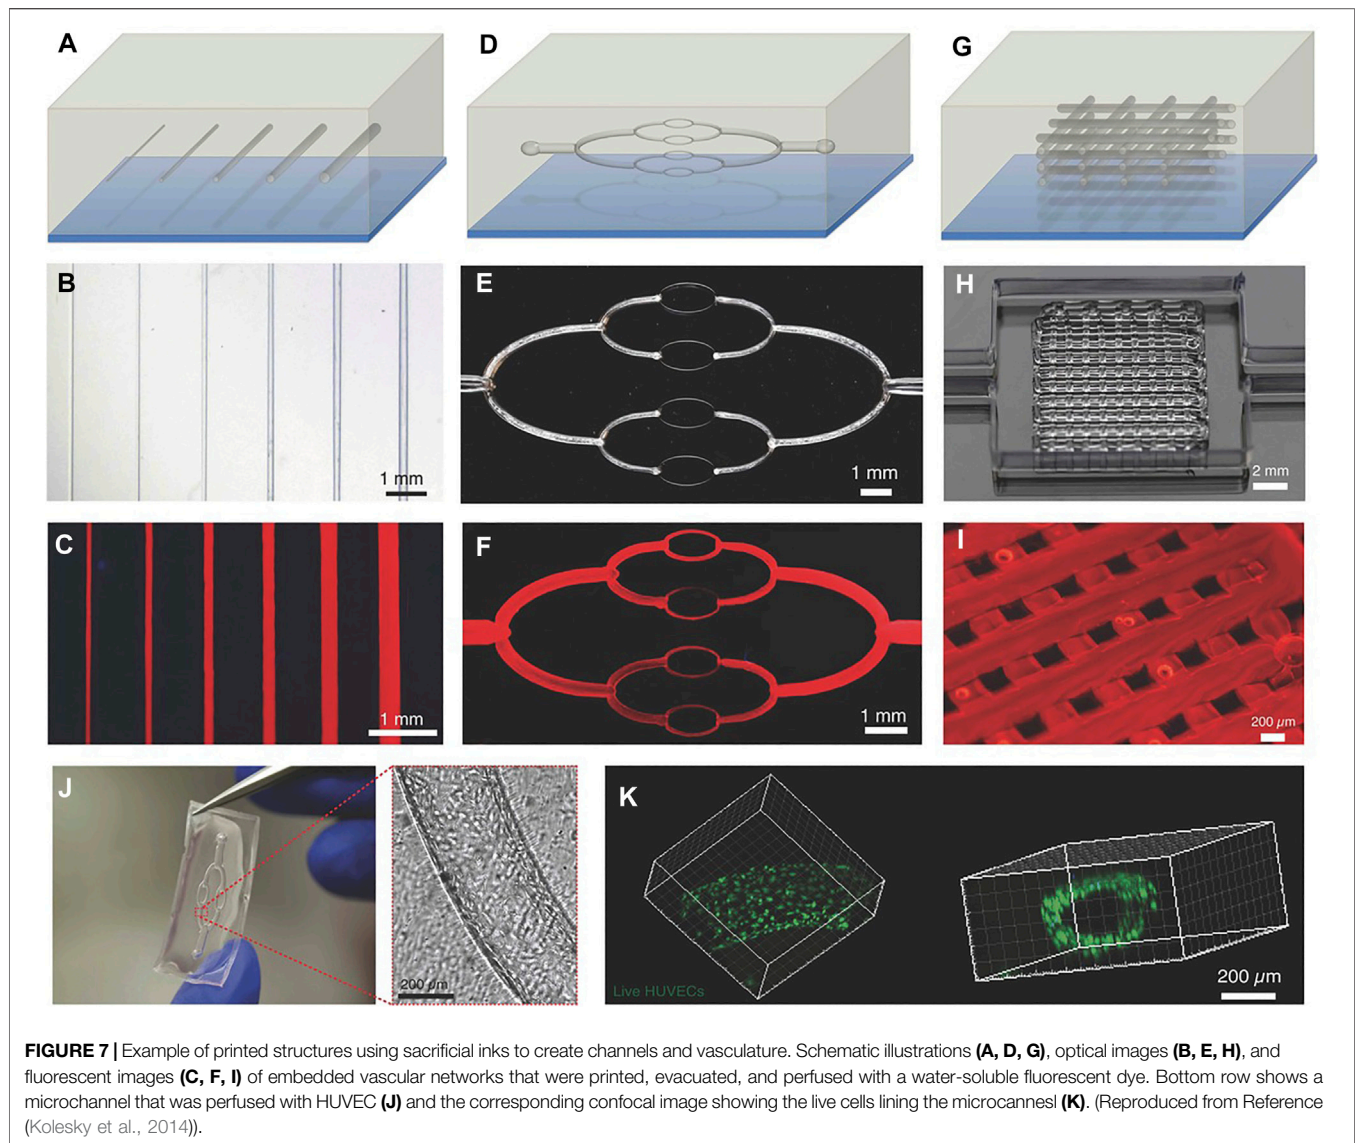 A
D
G
B
1 mm
E
1 mm
H
2 mm
C
1 mm
F
1 mm
I
200 µm
J
200 µm
K
Live HUVECs
200 µm
FIGURE 7 | Example of printed structures using sacrificial inks to create channels and vasculature. Schematic illustrations (A, D, G), optical images (B, E, H), and
fluorescent images (C, F, I) of embedded vascular networks that were printed, evacuated, and perfused with a water-soluble fluorescent dye. Bottom row shows a
microchannel that was perfused with HUVEC (J) and the corresponding confocal image showing the live cells lining the microcannesl (K). (Reproduced from Reference
(Kolesky et al., 2014)).